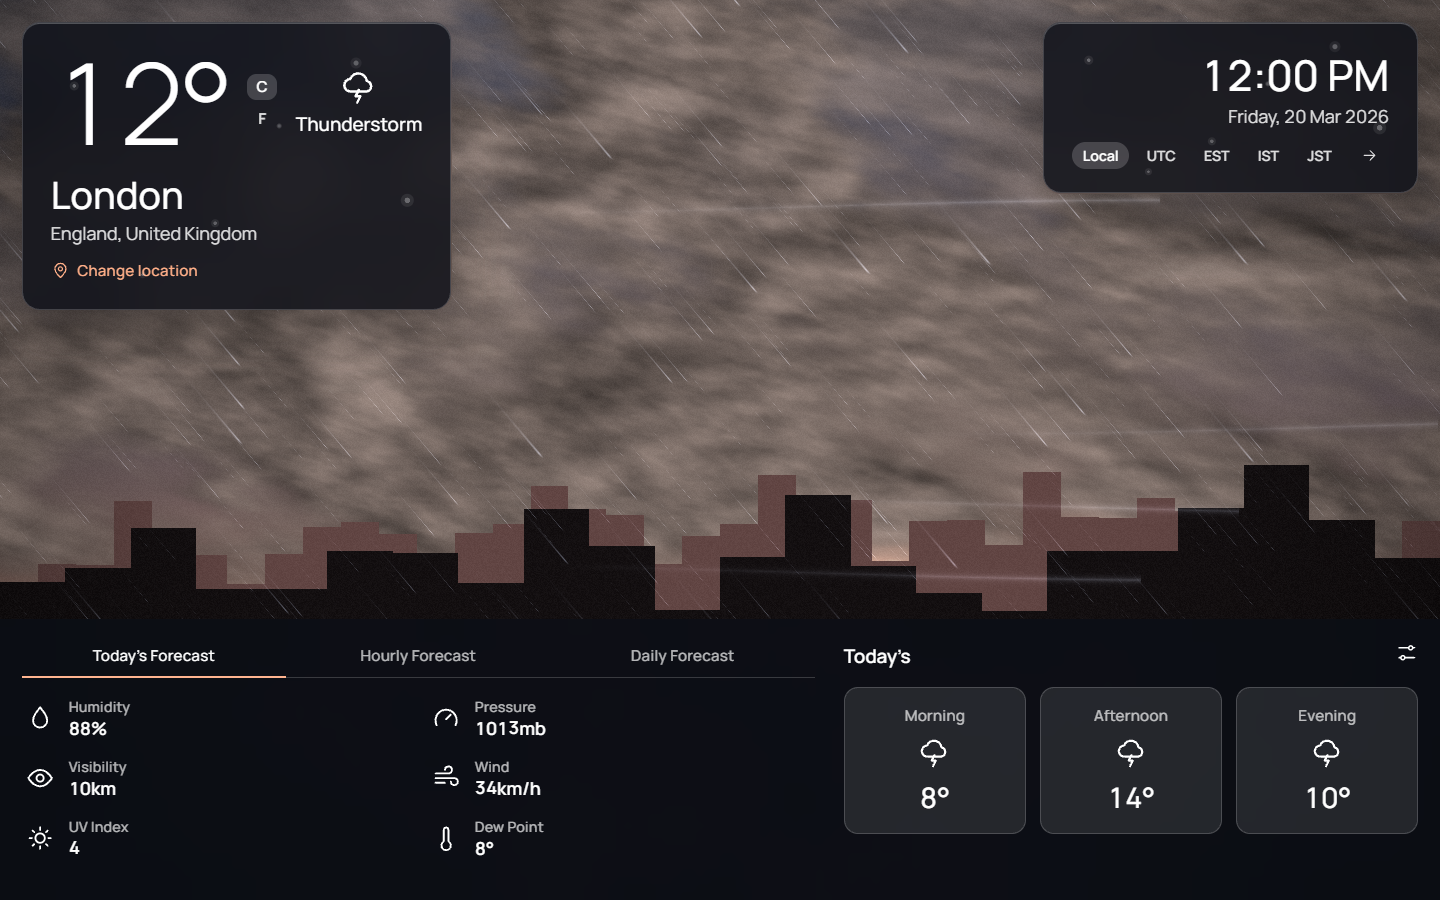 12°
C
F
Thunderstorm
London
England, United Kingdom
Change location
12:00 PM
Friday, 20 Mar 2026
Local UTC EST IST JST
Today's Forecast Hourly Forecast Daily Forecast
Humidity
88%
Pressure
1013mb
Visibility
10km
Wind
34km/h
UV Index
4
Dew Point
8°
Today's
Morning
8°
Afternoon
14°
Evening
10°